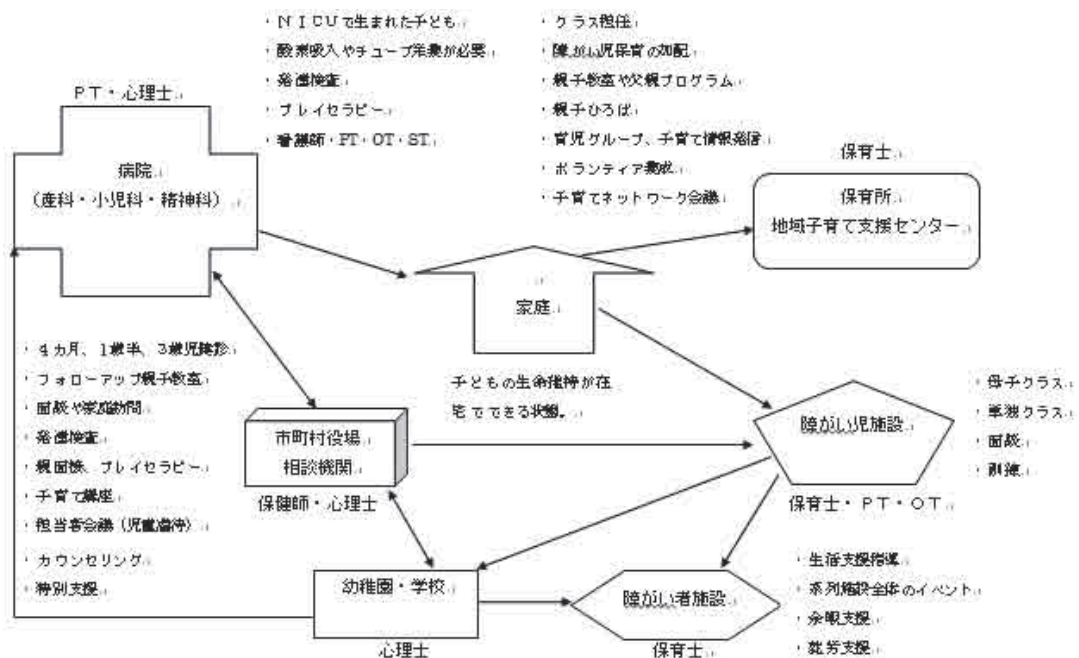 ・ＮＩＣＵで生まれた子ども
・酸素吸入やチューブ栄養が必要
・発達検査
・プレイセラピー
・看護師・PT・OT・ST
・クラス担任
・障がい児保育の加配
・親子教室や父親プログラム
・親子ひろば
・育児グループ、子育て情報発信
・ボランティア養成
・子育てネットワーク会議
ＰＴ・心理士
病院
（産科・小児科・精神科）
保育士
保育所
地域子育て支援センター
家庭
子どもの生命維持が在
宅でできる状態。
・４カ月、１歳半、３歳児健診
・フォローアップ親子教室
・面談や家庭訪問
・発達検査
・親面接、プレイセラピー
・子育て講座
・担当者会議（児童虐待）
・カウンセリング
・特別支援
市町村役場
相談機関
保健師・心理士
障がい児施設
保育士・ＰＴ・ＯＴ
・母子クラス
・単独クラス
・面談
・訓練
幼稚園・学校
心理士
障がい者施設
保育士
・生活支援指導
・系列施設全体のイベント
・余暇支援
・就労支援